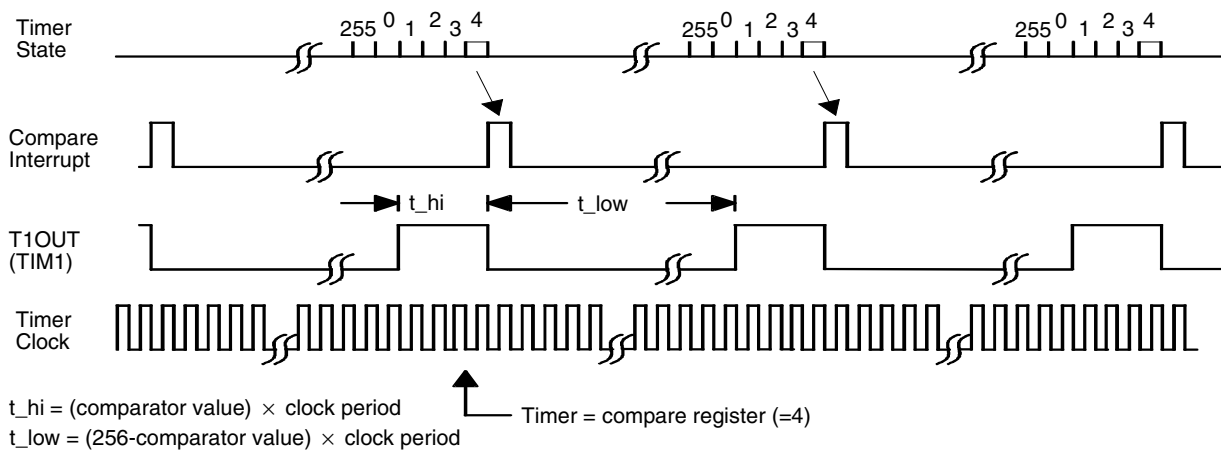 Timer
State
255 0 1 2 3 4
255 0 1 2 3 4
255 0 1 2 3 4
Compare
Interrupt
t_hi
t_low
T1OUT
(TIM1)
Timer
Clock
t_hi = (comparator value) × clock period
t_low = (256-comparator value) × clock period
Timer = compare register (=4)